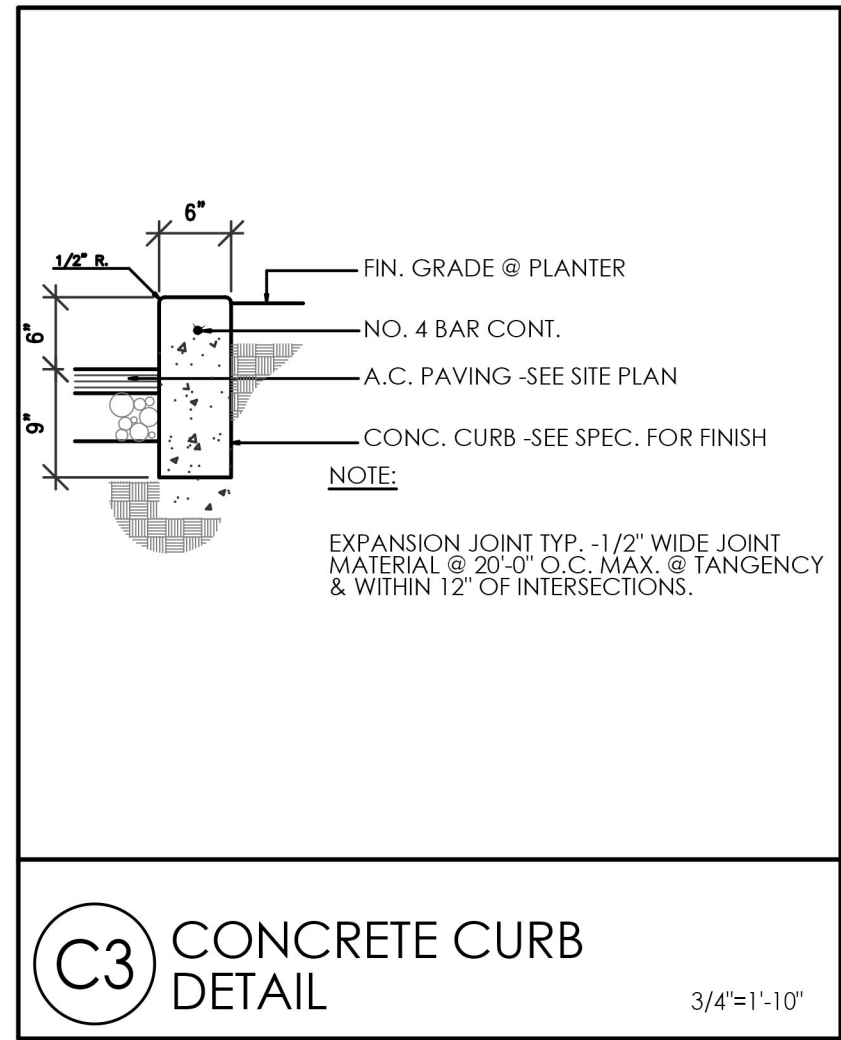 6"
1/2" R.
FIN. GRADE @ PLANTER
NO. 4 BAR CONT.
6"
A.C. PAVING -SEE SITE PLAN
9"
CONC. CURB -SEE SPEC. FOR FINISH
NOTE:
EXPANSION JOINT TYP. -1/2" WIDE JOINT
MATERIAL @ 20'-0" O.C. MAX. @ TANGENCY
& WITHIN 12" OF INTERSECTIONS.
C3
CONCRETE CURB
DETAIL
3/4"=1'-10"